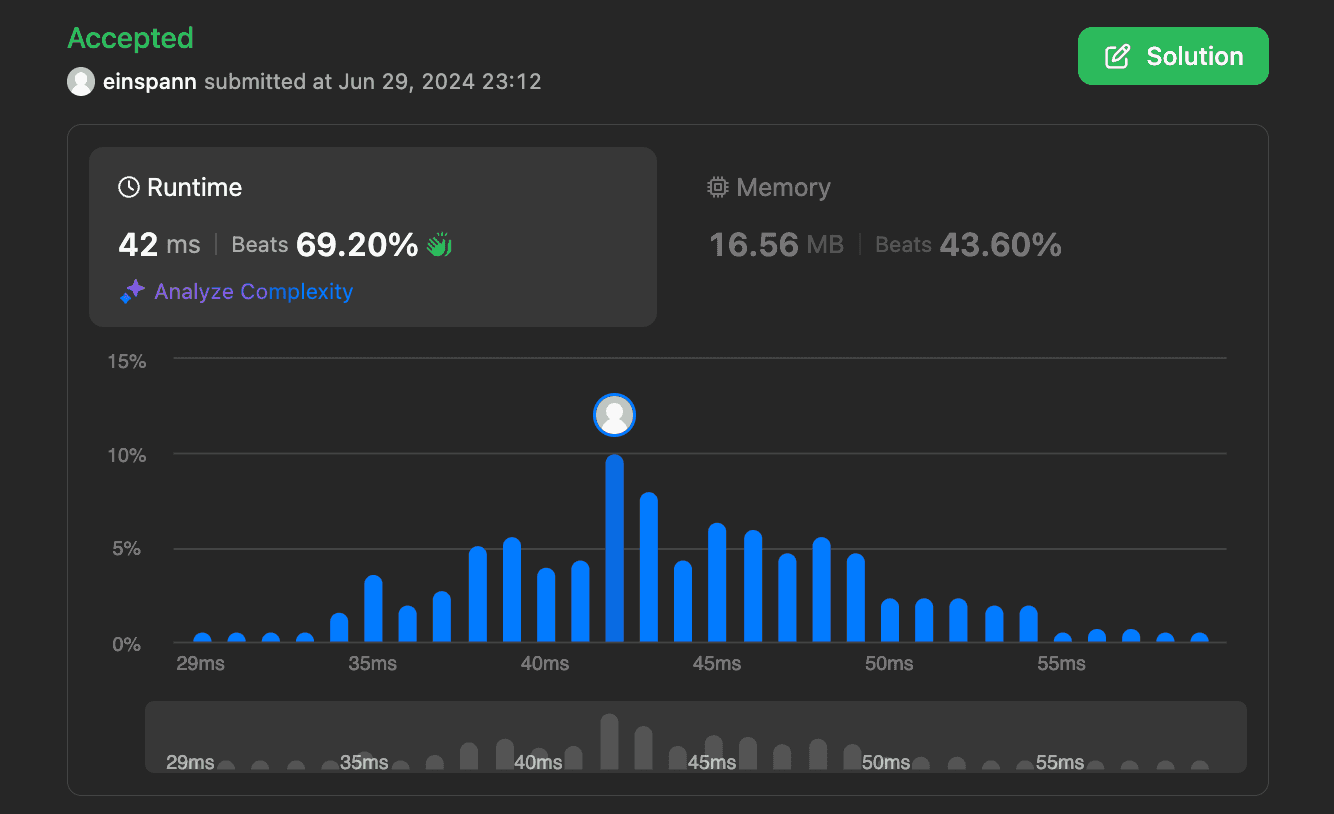 Accepted
Solution
einspann submitted at Jun 29, 2024 23:12
Runtime
42 ms | Beats 69.20%
Analyze Complexity
Memory
16.56 MB | Beats 43.60%
15%
10%
5%
0%
29ms 35ms 40ms 45ms 50ms 55ms
29ms 35ms 40ms 45ms 50ms 55ms